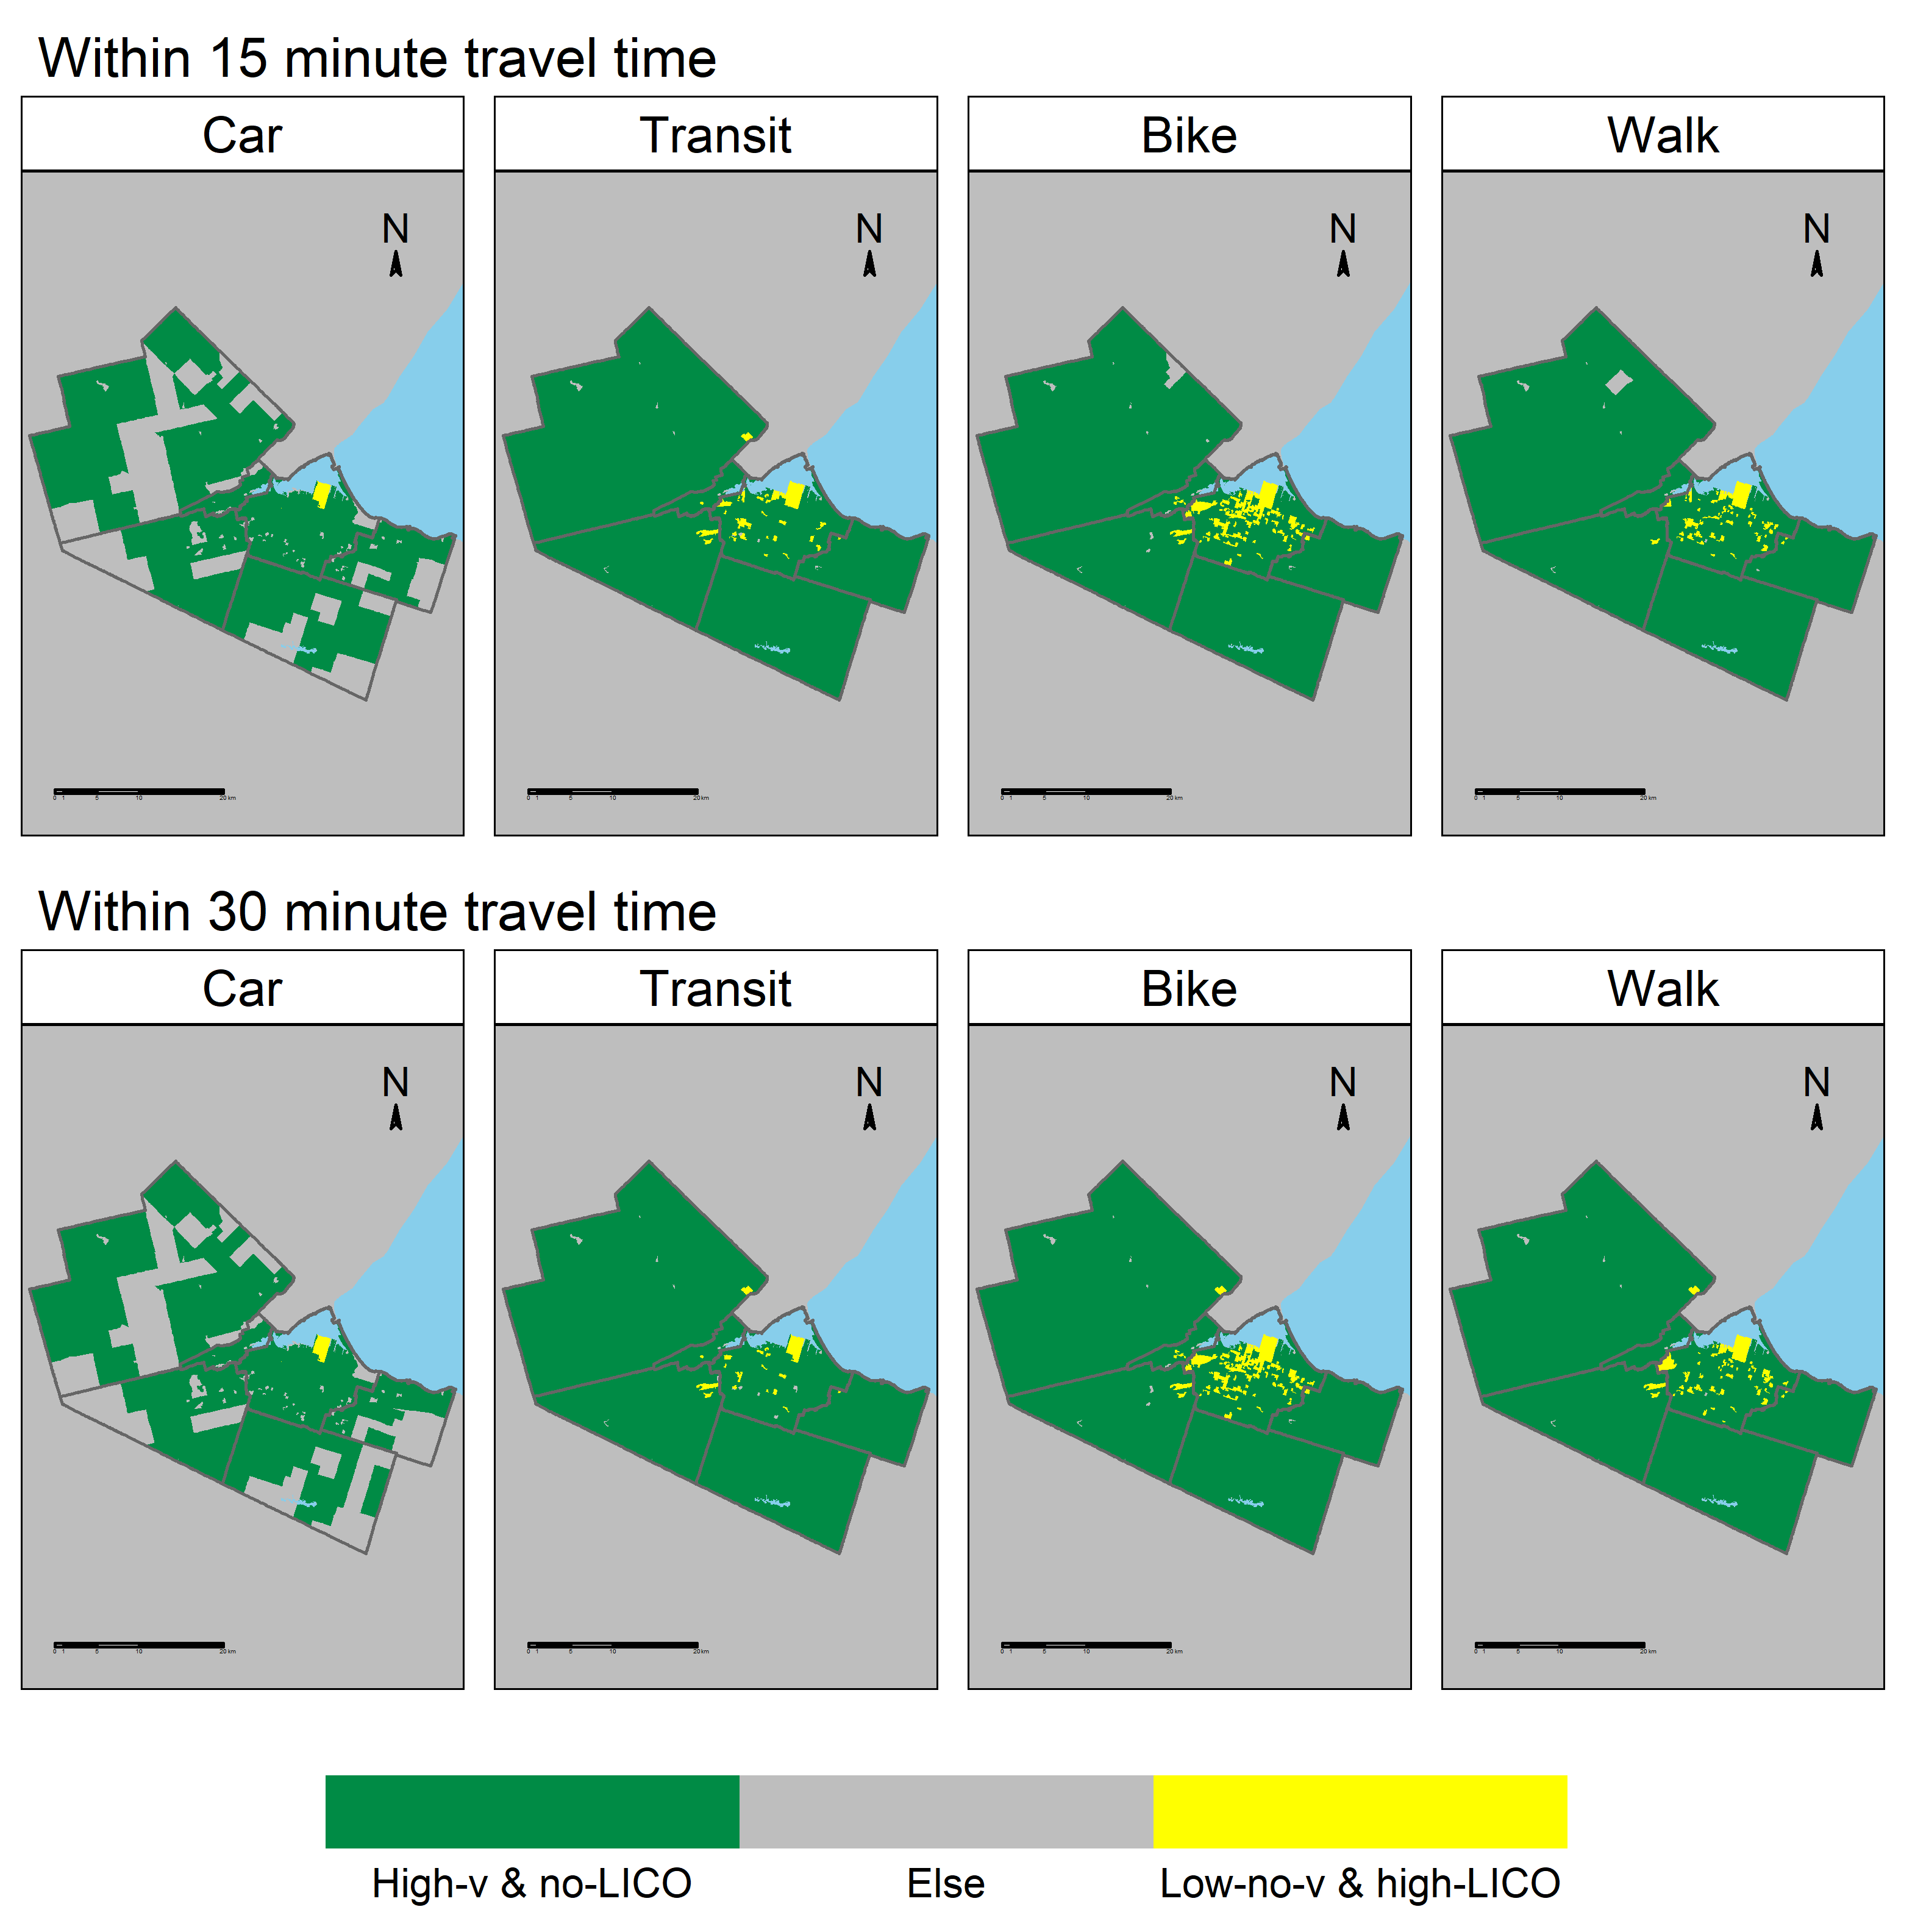 Within 15 minute travel time
Car Transit Bike Walk
N N N N
0 1 5 10 20 km 0 1 5 10 20 km 0 1 5 10 20 km 0 1 5 10 20 km
Within 30 minute travel time
Car Transit Bike Walk
N N N N
0 1 5 10 20 km 0 1 5 10 20 km 0 1 5 10 20 km 0 1 5 10 20 km
High-v & no-LICO Else Low-no-v & high-LICO